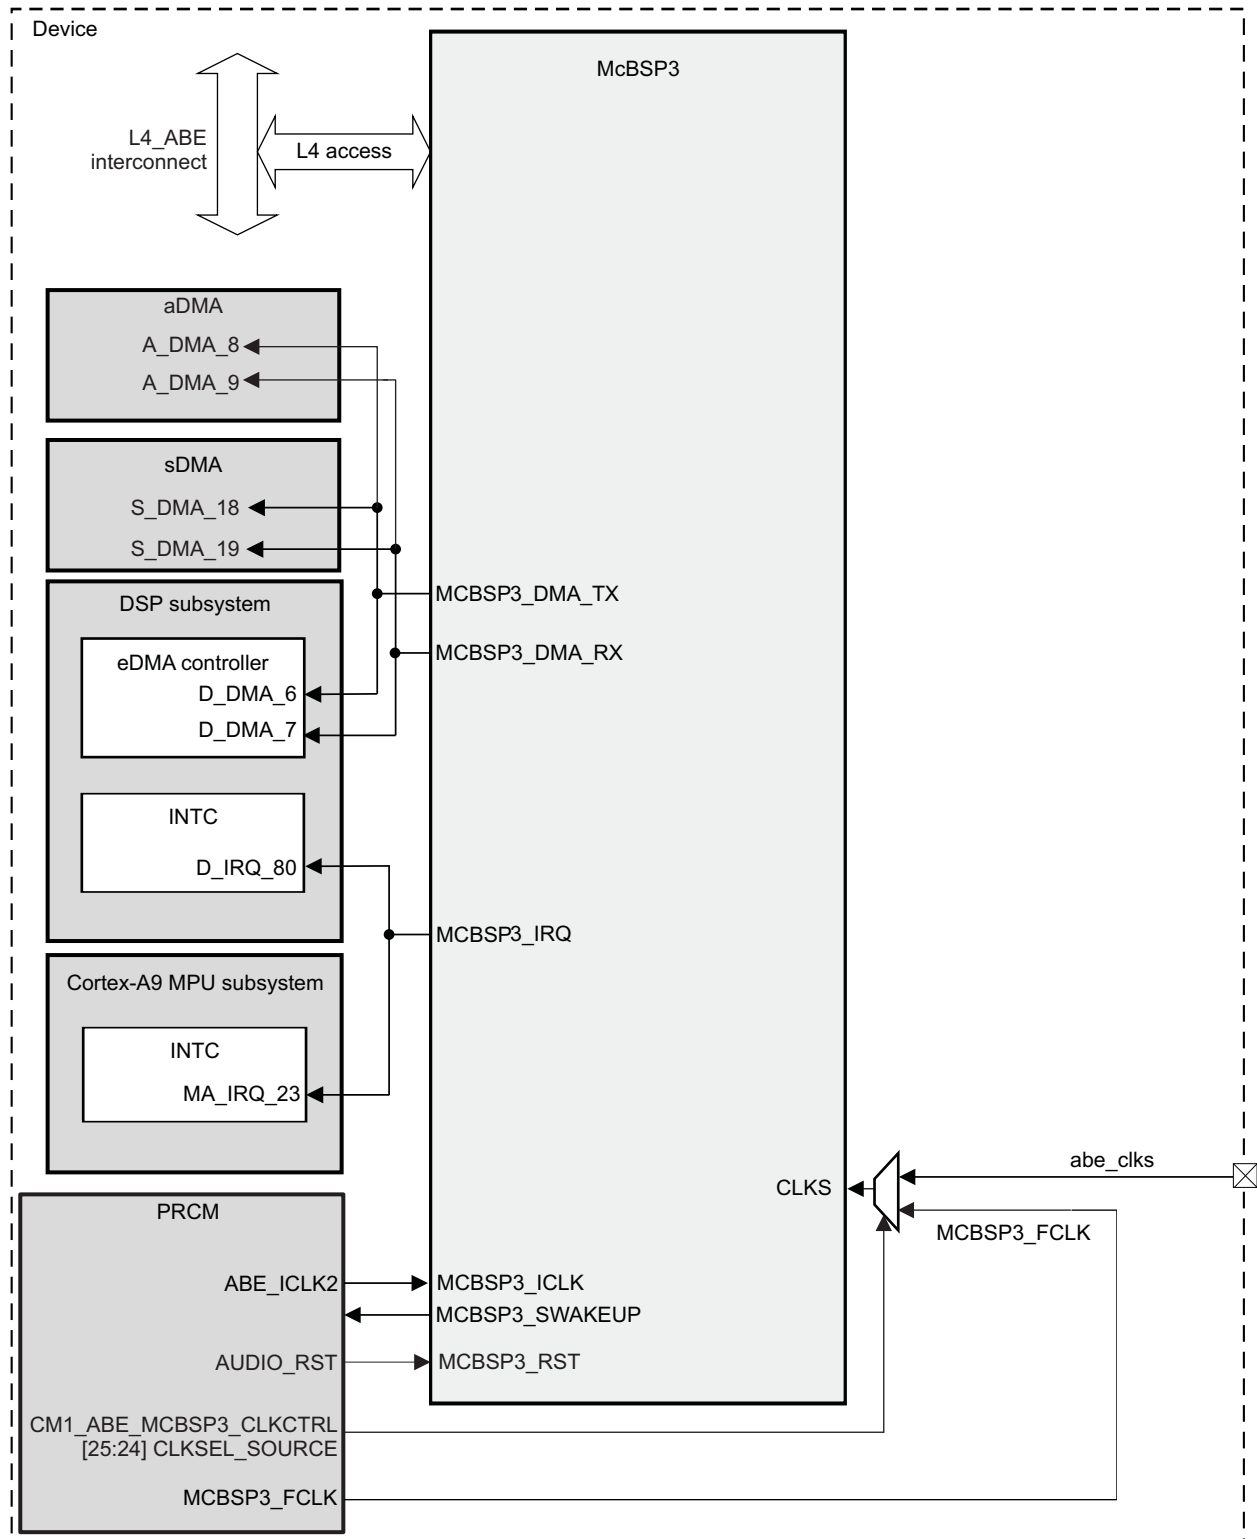 Device
McBSP3
L4_ABE
interconnect
L4 access
aDMA
A_DMA_8
A_DMA_9
sDMA
S_DMA_18
S_DMA_19
MCBSP3_DMA_TX
DSP subsystem
MCBSP3_DMA_RX
eDMA controller
D_DMA_6
D_DMA_7
INTC
D_IRQ_80
MCBSP3_IRQ
Cortex-A9 MPU subsystem
INTC
MA_IRQ_23
abe_clks
CLKS
MCBSP3_FCLK
PRCM
ABE_ICLK2
MCBSP3_ICLK
MCBSP3_SWAKEUP
AUDIO_RST
MCBSP3_RST
CM1_ABE_MCBSP3_CLKCTRL
[25:24] CLKSEL_SOURCE
MCBSP3_FCLK